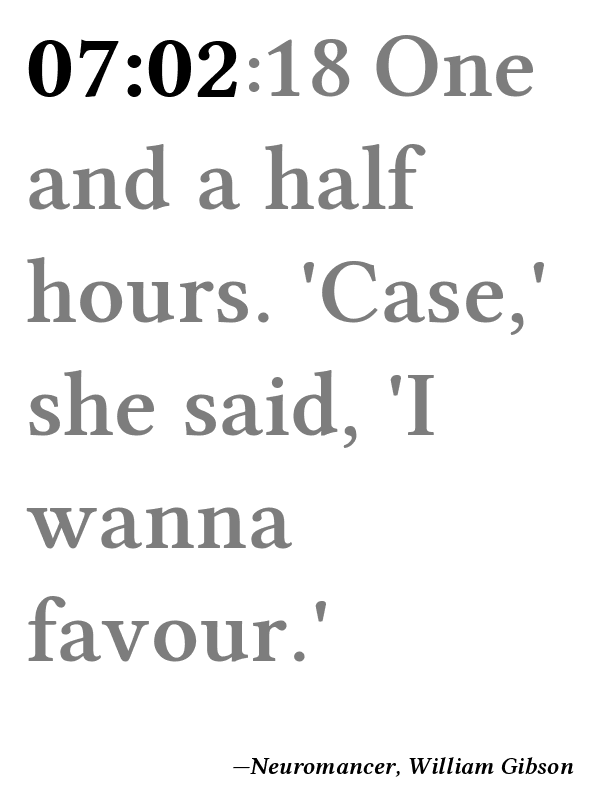 07:02:18 One
and a half
hours. 'Case,'
she said, 'I
wanna
favour.'
—Neuromancer, William Gibson